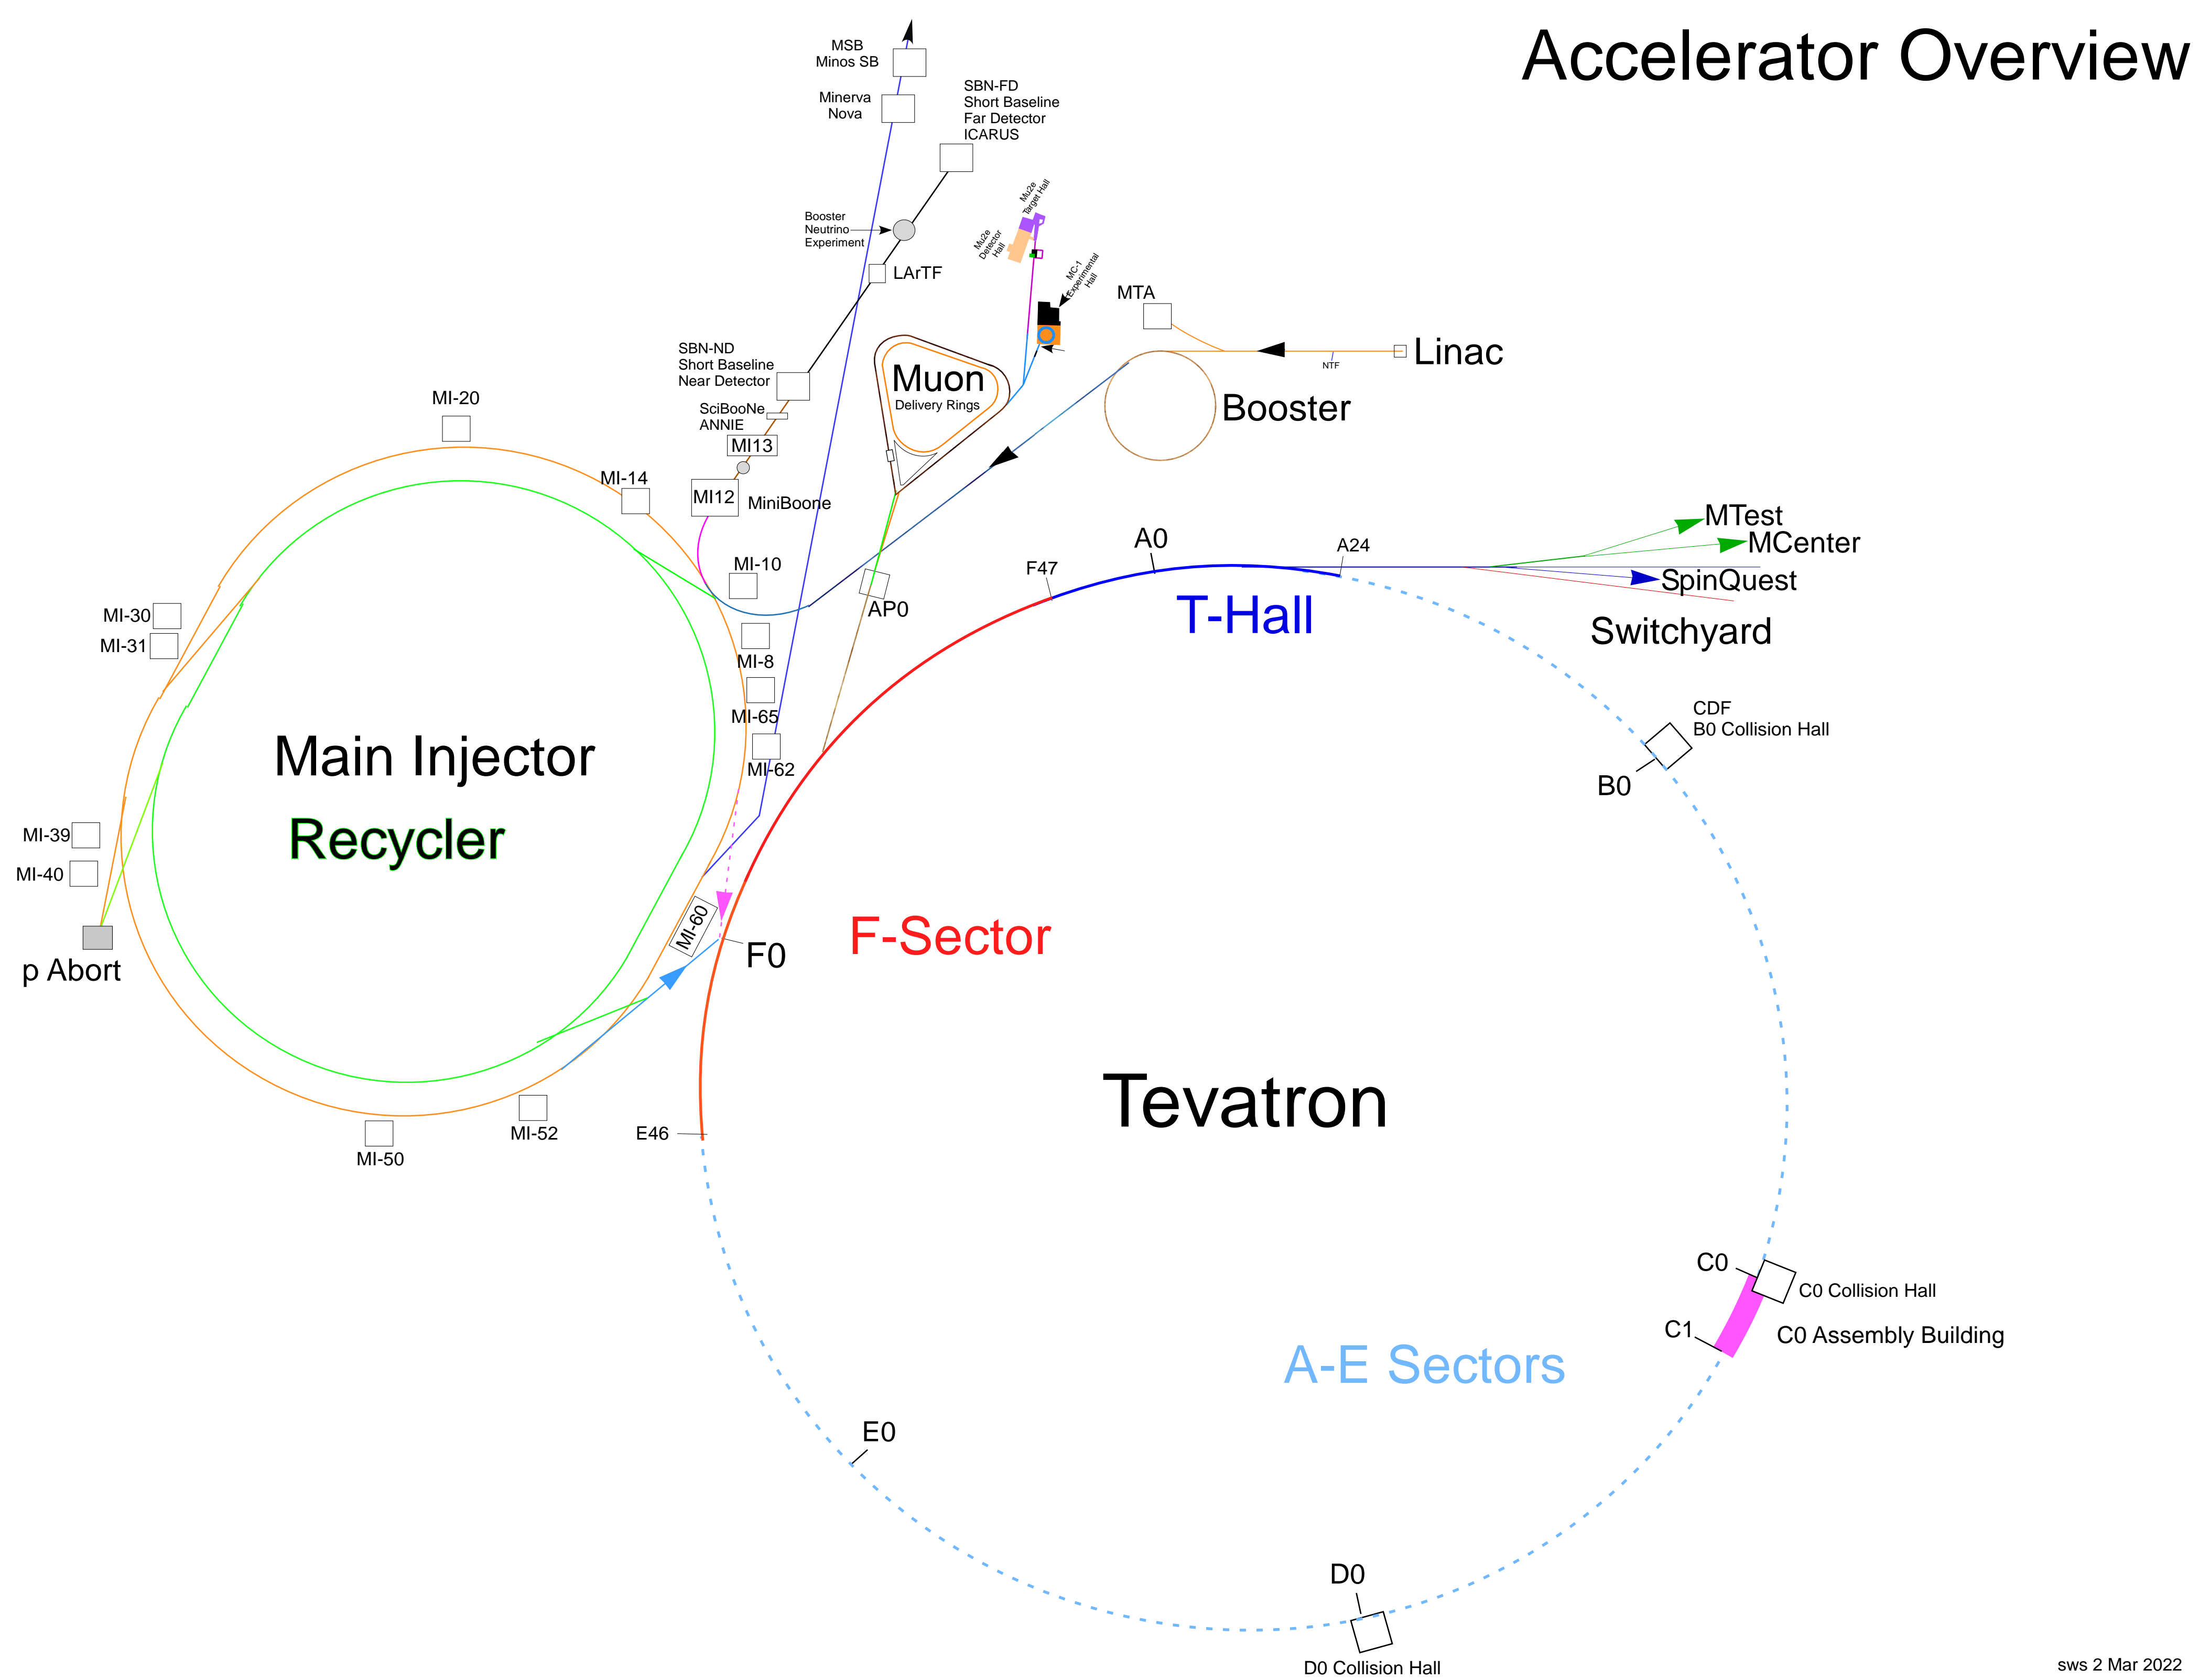 Accelerator Overview
MSB
Minos SB
Minerva
Nova
SBN-FD
Short Baseline
Far Detector
ICARUS
Booster
Neutrino
Experiment
LArTF
Mu2e
Target Hall
Mu2e
Detector
Hall
MC-1
Experimental
Hall
MTA
NTF
Linac
Booster
SBN-ND
Short Baseline
Near Detector
SciBooNe
ANNIE
MI13
MI12
MiniBoone
Muon
Delivery Rings
MI-20
MI-14
MI-10
AP0
MI-30
MI-31
MI-8
MI-65
MI-62
Main Injector
Recycler
MI-39
MI-40
p Abort
MI-60
F0
MI-52
MI-50
E46
F-Sector
F47
A0
A24
T-Hall
MTest
MCenter
SpinQuest
Switchyard
CDF
B0 Collision Hall
B0
Tevatron
C0
C0 Collision Hall
C1
C0 Assembly Building
A-E Sectors
E0
D0
D0 Collision Hall
sws 2 Mar 2022